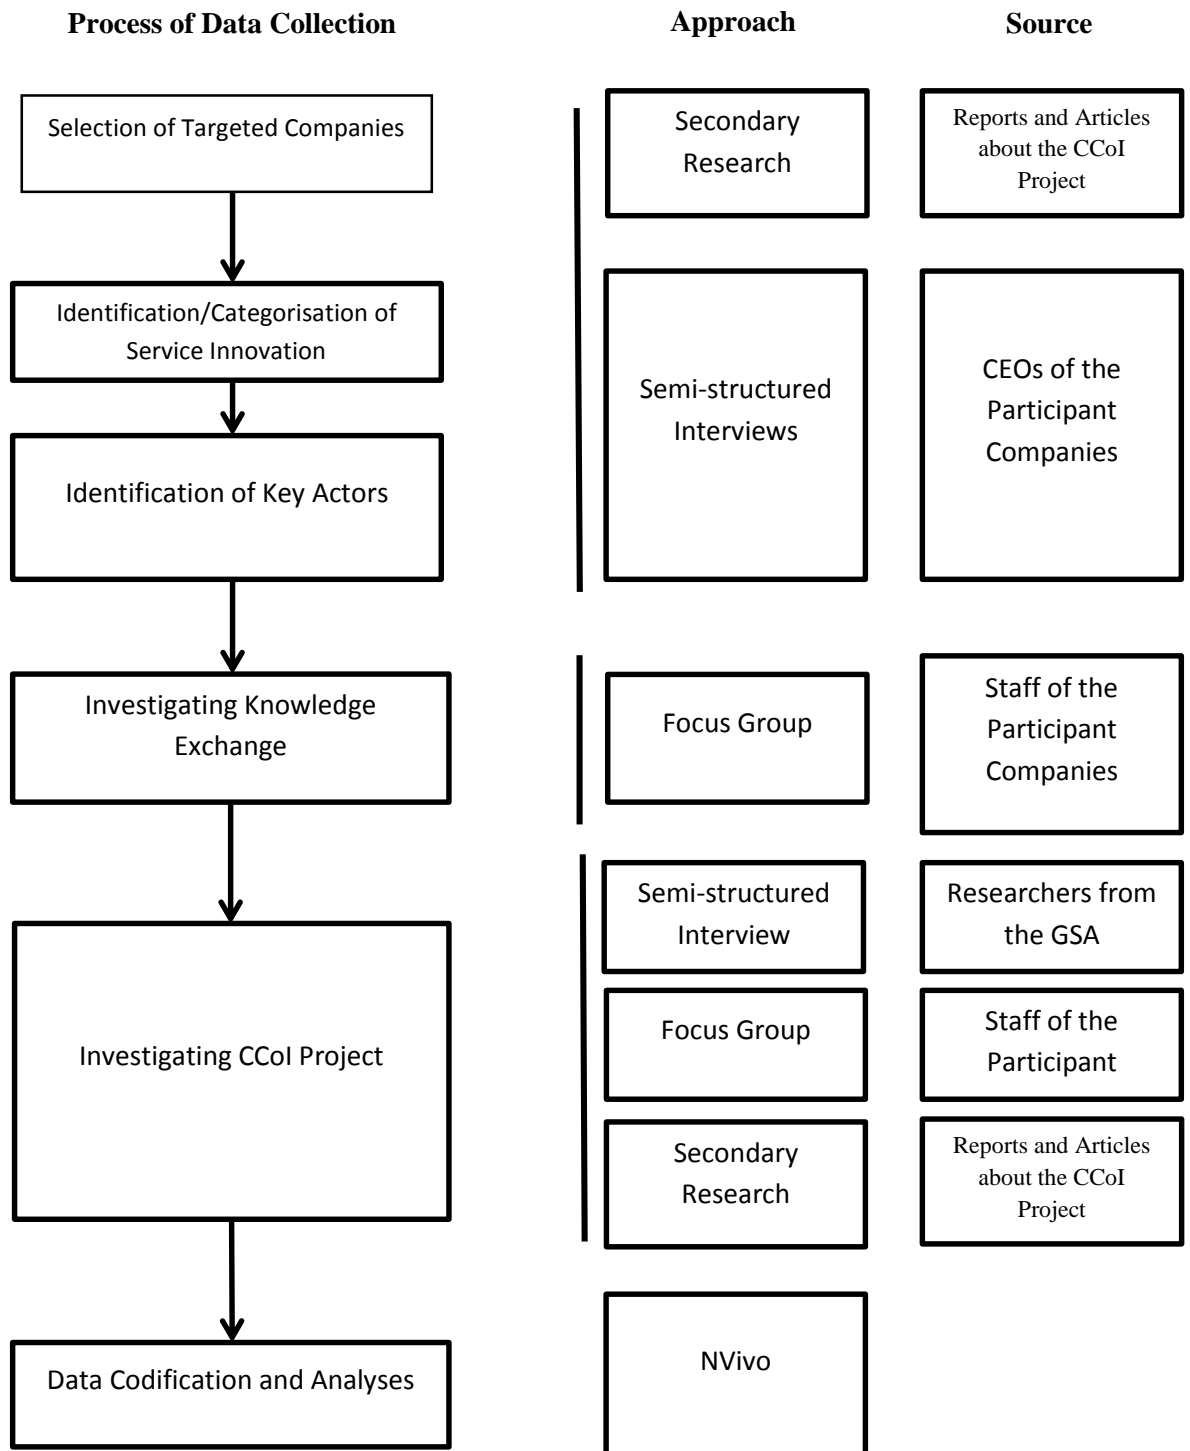 Process of Data Collection
Approach
Source
Selection of Targeted Companies
Secondary
Research
Reports and Articles
about the CCoI
Project
Identification/Categorisation of
Service Innovation
Semi-structured
Interviews
CEOs of the
Participant
Companies
Identification of Key Actors
Investigating Knowledge
Exchange
Focus Group
Staff of the
Participant
Companies
Investigating CCoI Project
Semi-structured
Interview
Researchers from
the GSA
Focus Group
Staff of the
Participant
Secondary
Research
Reports and Articles
about the CCoI
Project
Data Codification and Analyses
NVivo